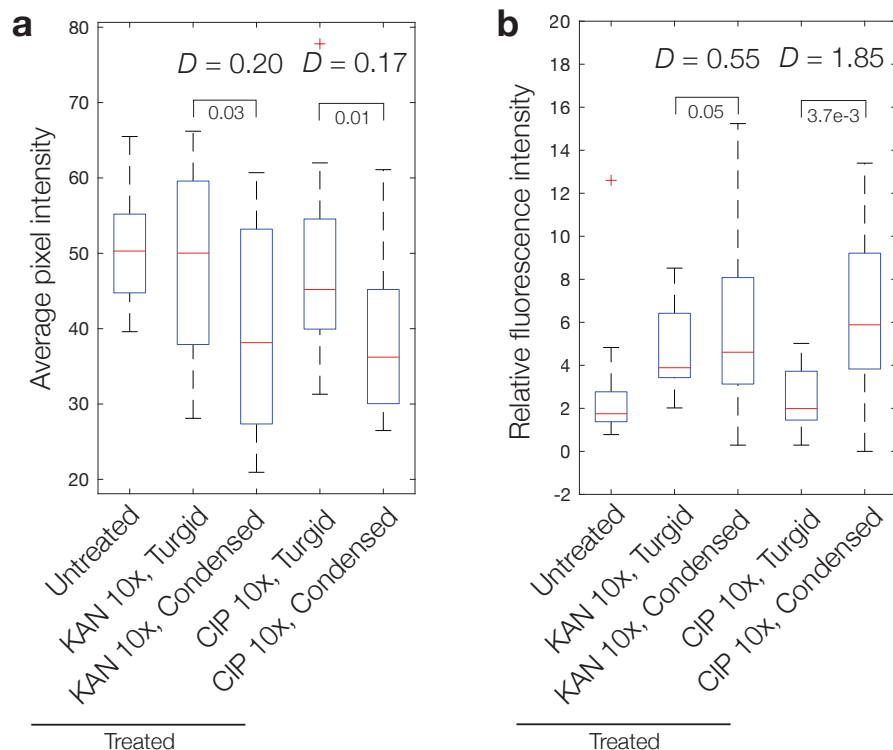 a
D = 0.20
D = 0.17
0.03
0.01
Average pixel intensity
80
70
60
50
40
30
20
Untreated
KAN 10x, Turgid
KAN 10x, Condensed
CIP 10x, Turgid
CIP 10x, Condensed
Treated
b
D = 0.55
D = 1.85
0.05
3.7e-3
Relative fluorescence intensity
20
18
16
14
12
10
8
6
4
2
0
-2
Untreated
KAN 10x, Turgid
KAN 10x, Condensed
CIP 10x, Turgid
CIP 10x, Condensed
Treated